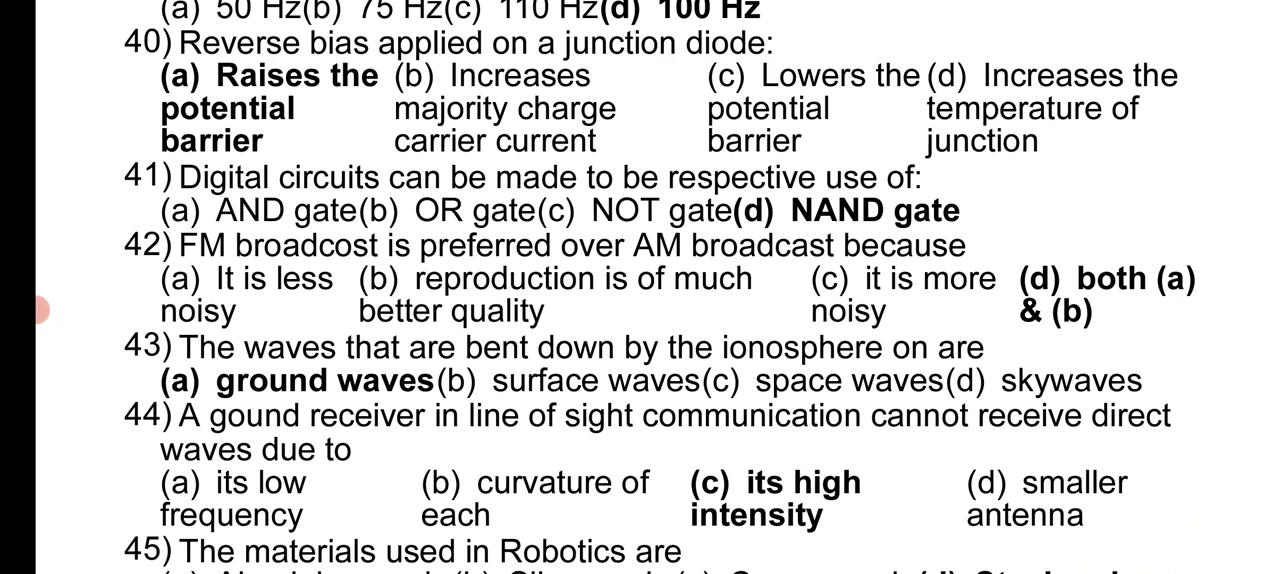 (a) 50 Hz(b) 75 Hz(c) 110 Hz(d) 100 Hz
40) Reverse bias applied on a junction diode:
(a) Raises the (b) Increases (c) Lowers the (d) Increases the
potential majority charge potential temperature of
barrier carrier current barrier junction
41) Digital circuits can be made to be respective use of:
(a) AND gate(b) OR gate(c) NOT gate(d) NAND gate
42) FM broadcost is preferred over AM broadcast because
(a) It is less (b) reproduction is of much (c) it is more (d) both (a)
noisy better quality noisy & (b)
43) The waves that are bent down by the ionosphere on are
(a) ground waves(b) surface waves(c) space waves(d) skywaves
44) A gound receiver in line of sight communication cannot receive direct
waves due to
(a) its low (b) curvature of (c) its high (d) smaller
frequency each intensity antenna
45) The materials used in Robotics are